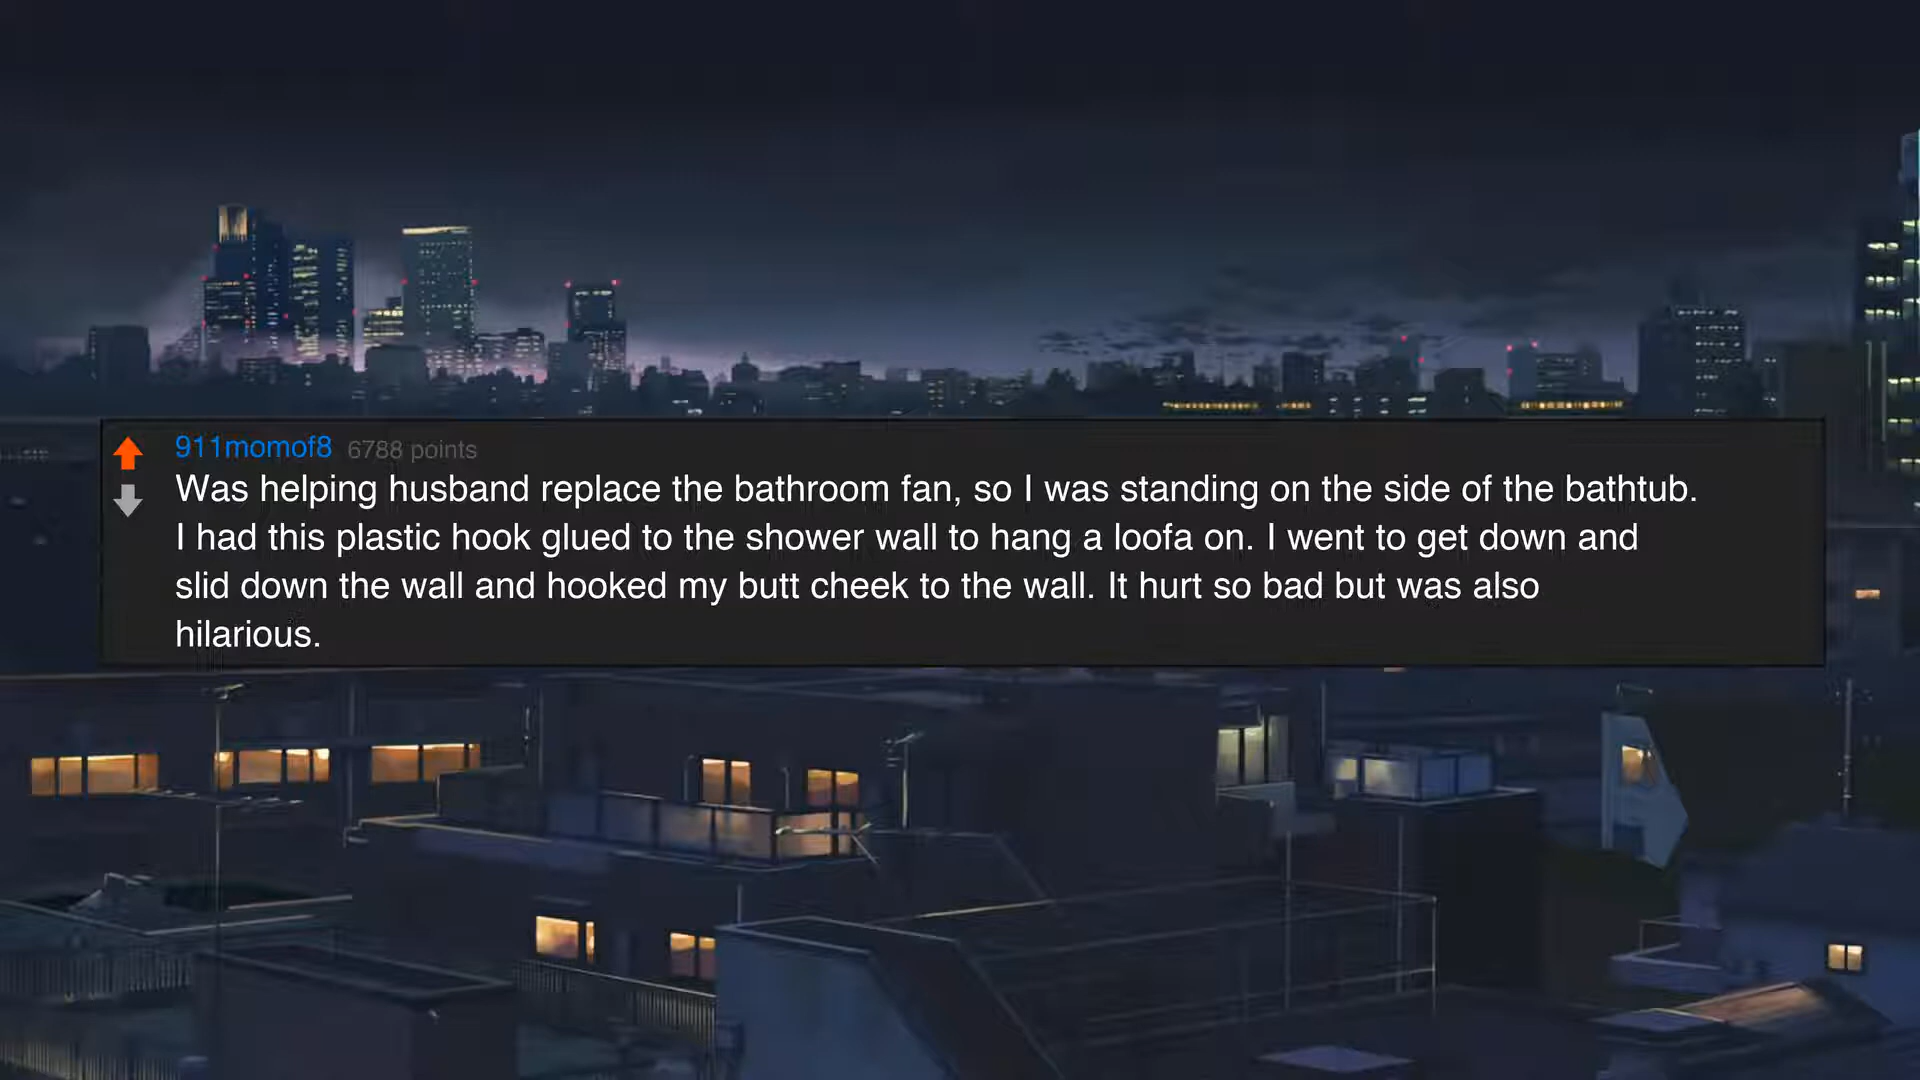 911momof8 6788 points
Was helping husband replace the bathroom fan, so I was standing on the side of the bathtub.
I had this plastic hook glued to the shower wall to hang a loofa on. I went to get down and
slid down the wall and hooked my butt cheek to the wall. It hurt so bad but was also
hilarious.